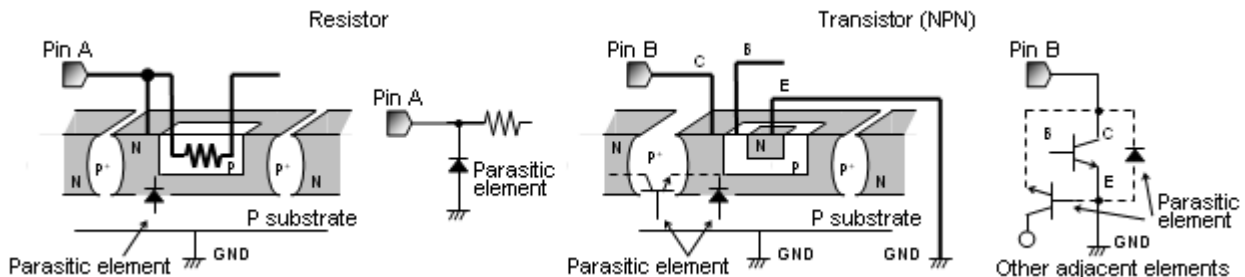 Resistor
Transistor (NPN)
Pin A
Pin B
C
B
E
Pin B
Pin A
N
P+
N
P
P+
N
Parasitic
element
P substrate
GND
Parasitic element
N
P+
N
P
N
P+
N
P substrate
GND
GND
Parasitic element
B
C
E
Parasitic
element
GND
Other adjacent elements